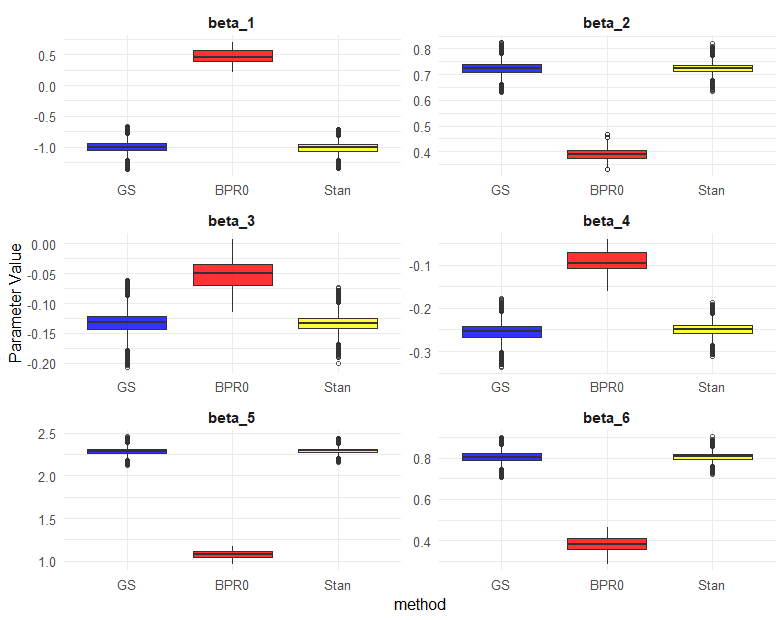 beta_1
beta_2
0.5
0.0
-0.5
-1.0
0.8
0.7
0.6
0.5
0.4
GS BPR0 Stan
GS BPR0 Stan
beta_3
beta_4
0.00
-0.05
-0.10
-0.15
-0.20
-0.1
-0.2
-0.3
GS BPR0 Stan
GS BPR0 Stan
beta_5
beta_6
2.5
2.0
1.5
1.0
0.8
0.6
0.4
GS BPR0 Stan
GS BPR0 Stan
Parameter Value
method